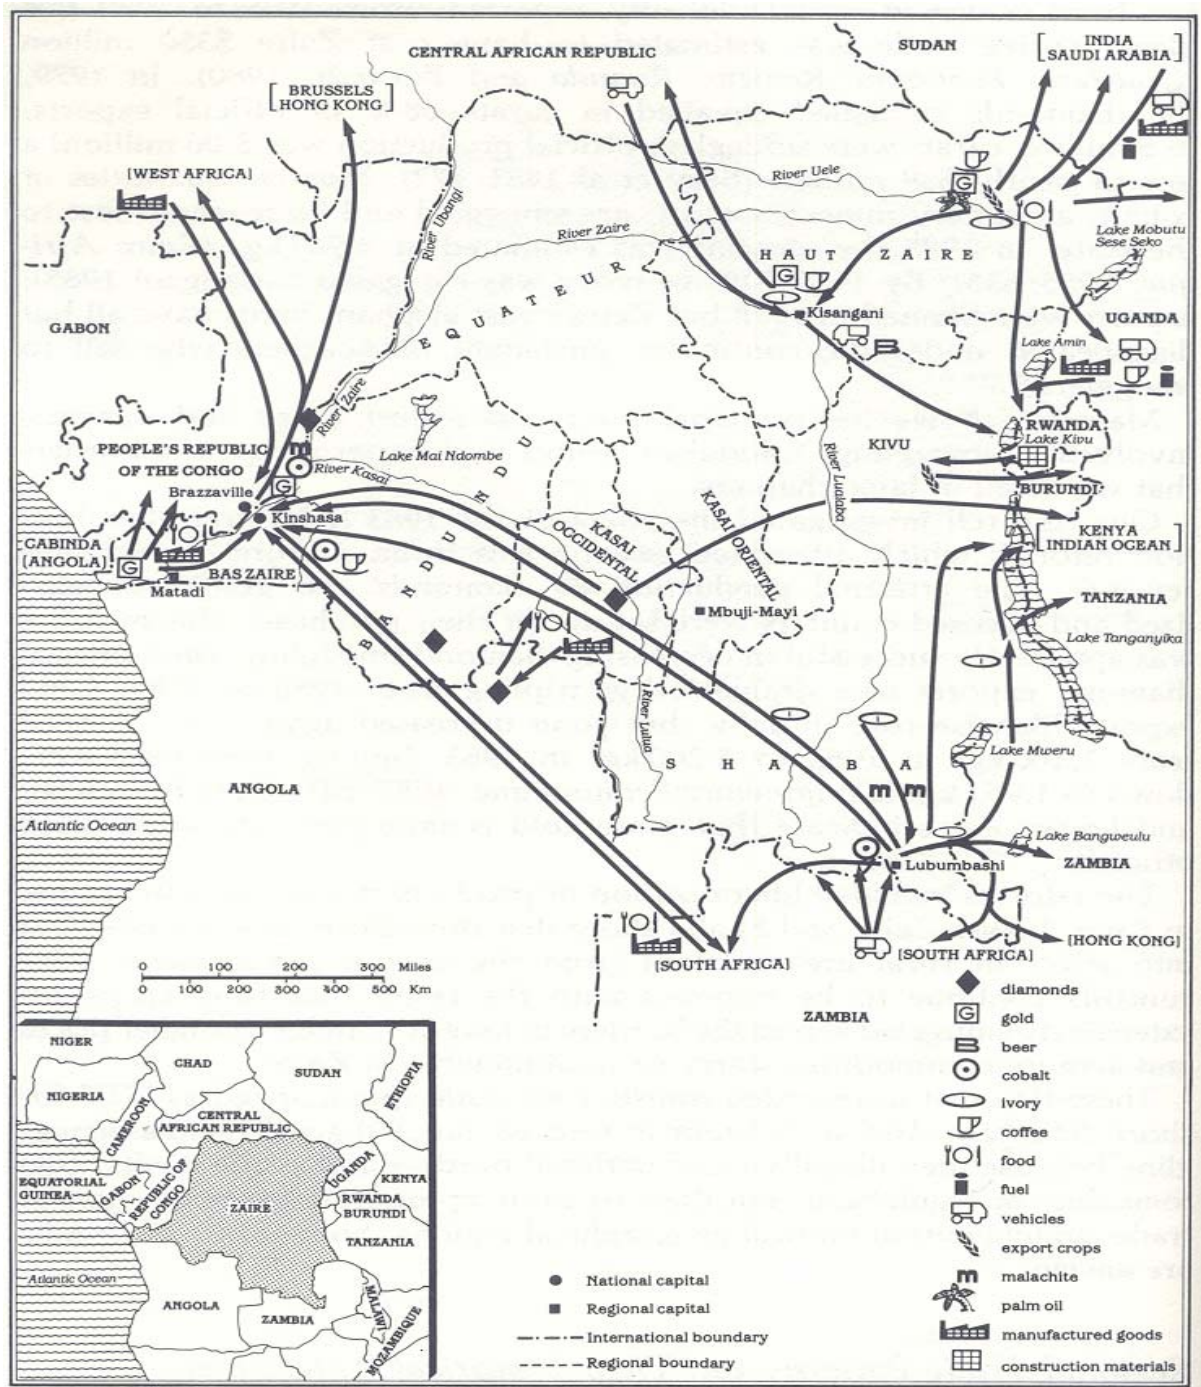 CENTRAL AFRICAN REPUBLIC
SUDAN
INDIA
SAUDI ARABIA
BRUSSELS
HONG KONG
[WEST AFRICA]
River Ubangi
River Uele
River Zaire
Lake Mobutu
Sese Seko
HAUT ZAIRE
G
G
EQUATEUR
Kisangani
GABON
UGANDA
Lake Amin
River Zaire
RWANDA
Lake Kivu
KIVU
PEOPLE'S REPUBLIC
OF THE CONGO
m
River Kasai
Lake Mai Ndombe
River Lualaba
BURUNDI
Brazzaville
G
Kinshasa
KASAI
OCCIDENTAL
KASAI ORIENTAL
KENYA
[INDIAN OCEAN]
GABINDA
[ANGOLA]
G
BAS ZAIRE
Matadi
BANDUNDU
Mbuji-Mayi
TANZANIA
Lake Tanganyika
River Lulua
Lake Mweru
SHABA
m m
ANGOLA
Atlantic Ocean
Lake Bangweulu
Lubumbashi
ZAMBIA
[HONG KONG]
[SOUTH AFRICA]
[SOUTH AFRICA]
0 100 200 300 Miles
0 100 200 300 400 500 Km
ZAMBIA
diamonds
G gold
beer
cobalt
ivory
coffee
food
fuel
vehicles
export crops
m malachite
palm oil
manufactured goods
construction materials
National capital
Regional capital
International boundary
Regional boundary
NIGER
CHAD
SUDAN
ETHIOPIA
NIGERIA
CAMEROON
CENTRAL
AFRICAN REPUBLIC
EQUATORIAL
GUINEA
GABON
REPUBLIC OF
CONGO
ZAIRE
UGANDA
KENYA
RWANDA
BURUNDI
TANZANIA
Atlantic Ocean
ANGOLA
ZAMBIA
MALAWI
MOZAMBIQUE